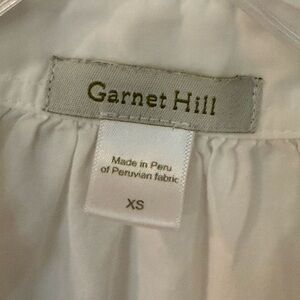 Garnet Hill
Made in Peru
of Peruvian fabric
XS